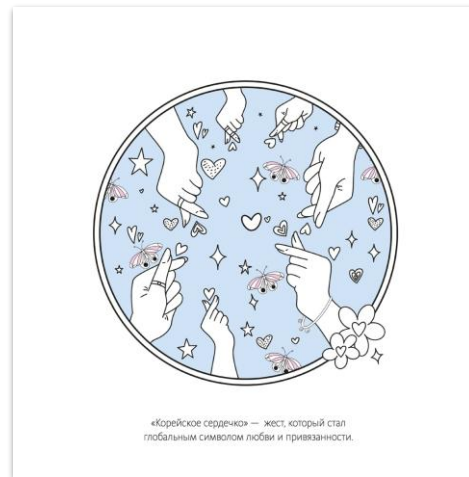 «Корейское сердечко» — жест, который стал
глобальным символом любви и привязанности.